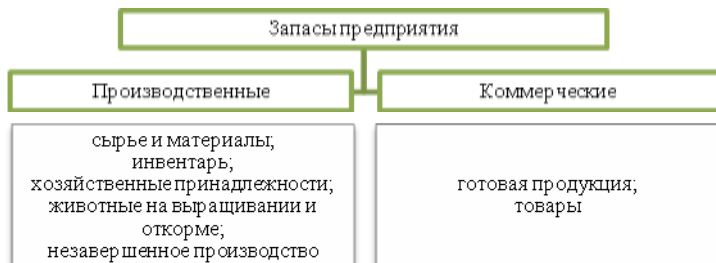 Запасы предприятия
Производственные
Коммерческие
сырье и материалы;
инвентарь;
хозяйственные принадлежности;
животные на выращивании и
откорме;
незавершенное производство
готовая продукция;
товары